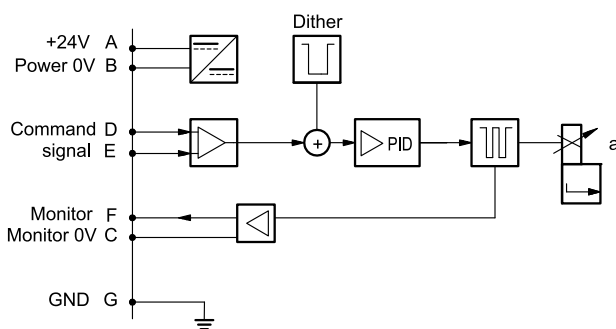 Dither
+24V A
Power 0V B
Command D
signal E
+
PID
a
Monitor F
Monitor 0V C
GND G